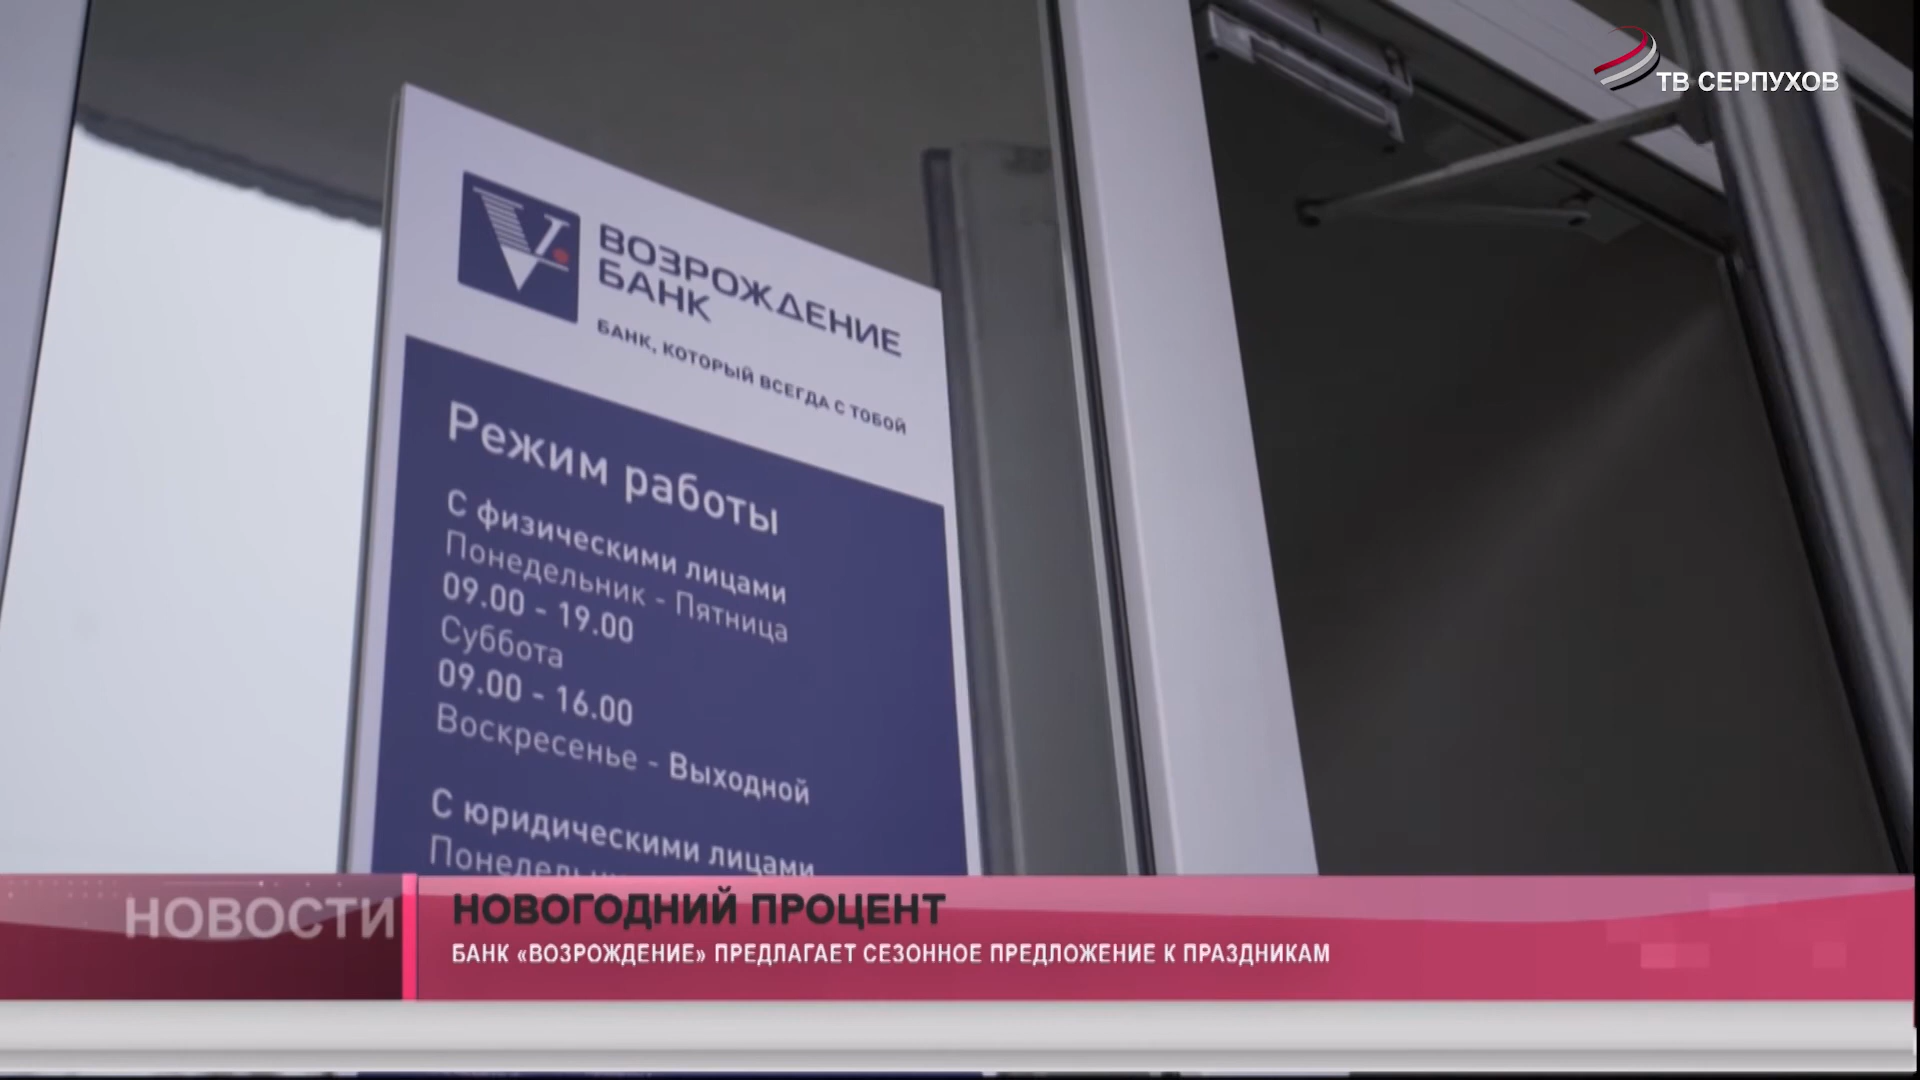 ТВ СЕРПУХОВ
ВОЗРОЖДЕНИЕ
БАНК
БАНК, КОТОРЫЙ ВСЕГДА С ТОБОЙ
Режим работы
С физическими лицами
Понедельник - Пятница
09.00 - 19.00
Суббота
09.00 - 16.00
Воскресенье - Выходной
С юридическими лицами
НОВОСТИ
НОВОГОДНИЙ ПРОЦЕНТ
БАНК «ВОЗРОЖДЕНИЕ» ПРЕДЛАГАЕТ СЕЗОННОЕ ПРЕДЛОЖЕНИЕ К ПРАЗДНИКАМ